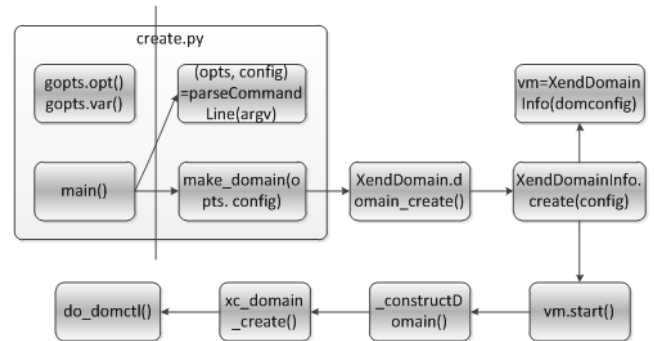 create.py
gopts.opt()
gopts.var()
(opts, config)
=parseCommand
Line(argv)
vm=XendDomain
Info(domconfig)
main()
make_domain(o
pts. config)
XendDomain.d
omain_create()
XendDomainInfo.
create(config)
do_domctl()
xc_domain
_create()
_constructD
omain()
vm.start()